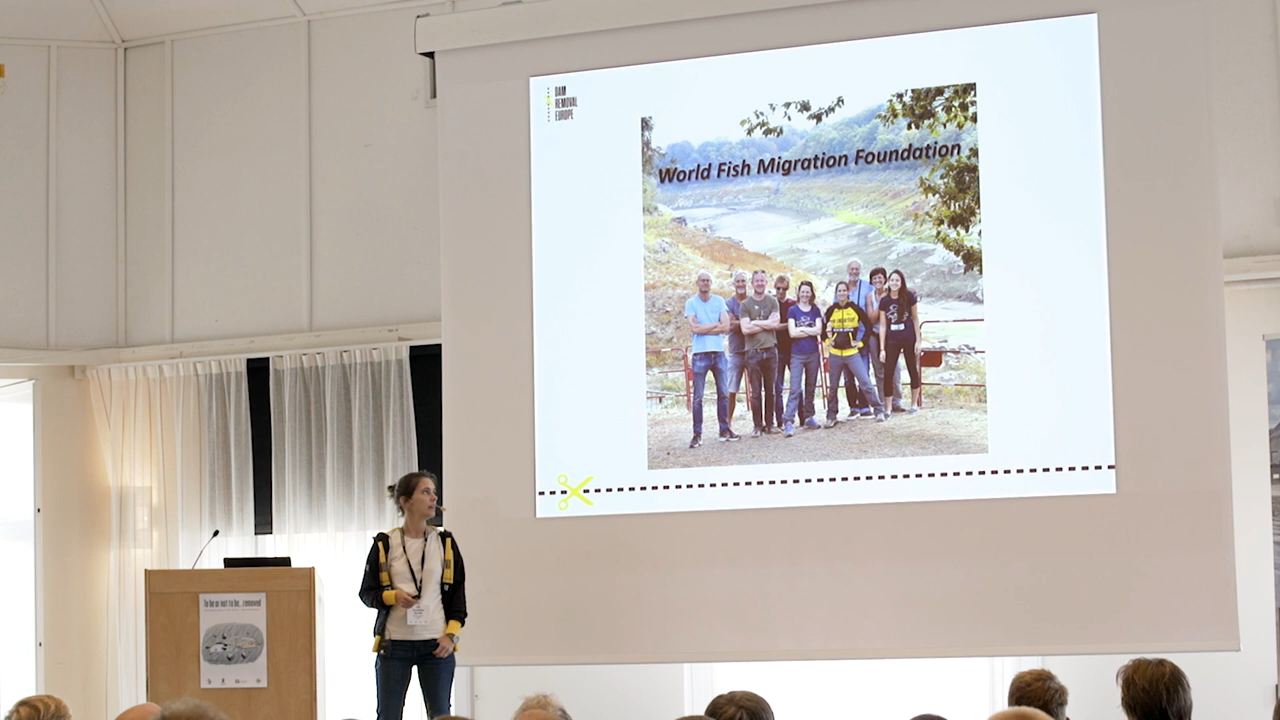 DAM
REMOVAL
EUROPE
World Fish Migration Foundation
To be or not to be...removed